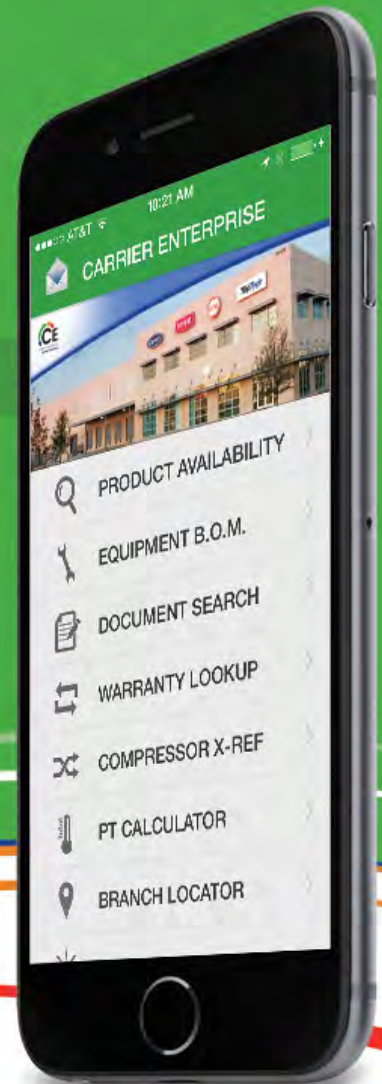 AT&T
10:21 AM
CARRIER ENTERPRISE
CE
PRODUCT AVAILABILITY
EQUIPMENT B.O.M.
DOCUMENT SEARCH
WARRANTY LOOKUP
COMPRESSOR X-REF
PT CALCULATOR
BRANCH LOCATOR